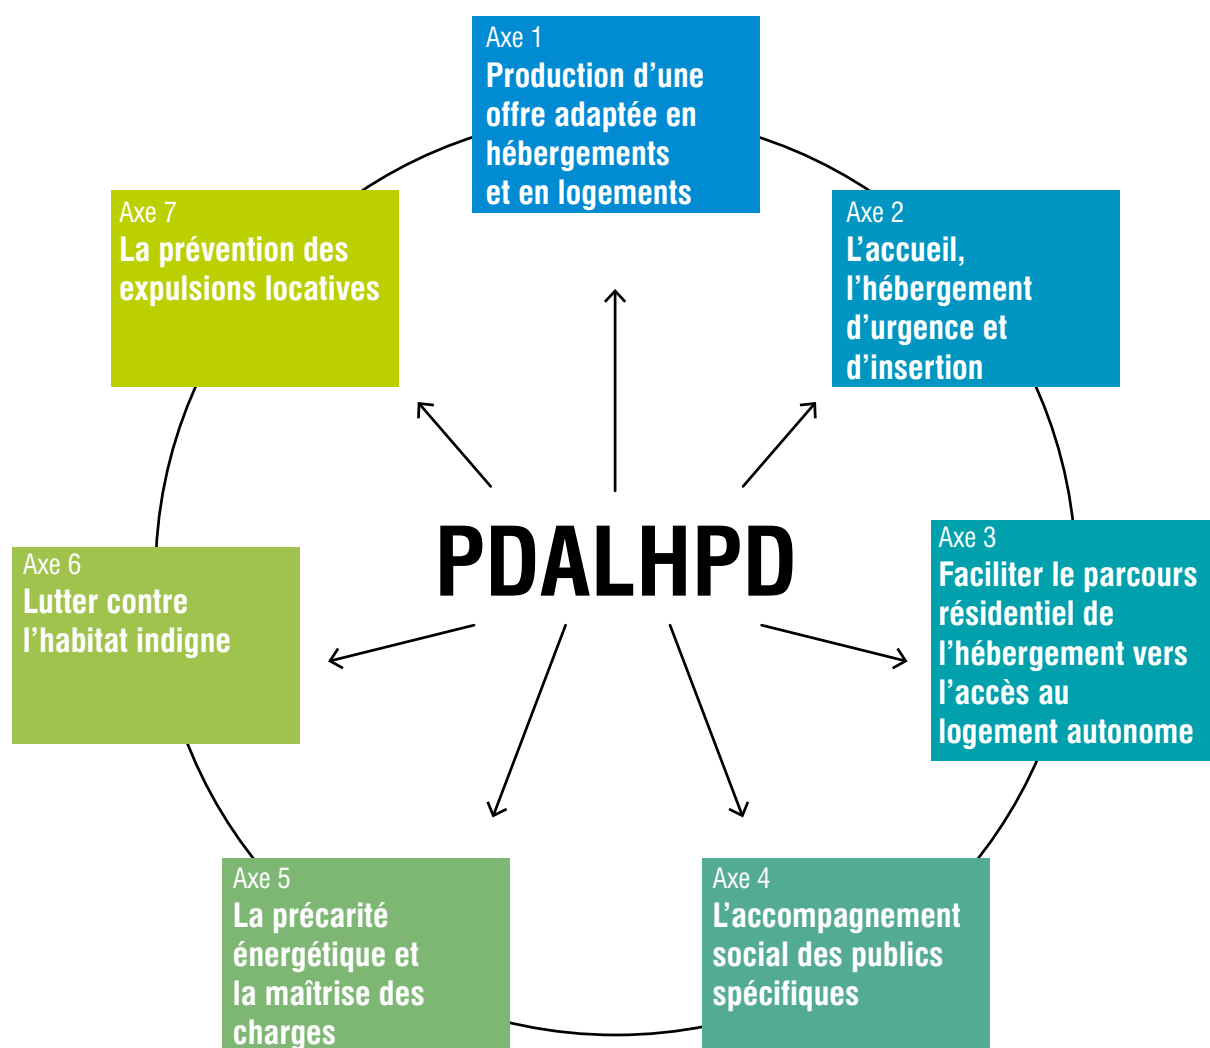 Axe 1
Production d’une
offre adaptée en
hébergements
et en logements
Axe 2
L’accueil,
l’hébergement
d’urgence et
d’insertion
Axe 3
Faciliter le parcours
résidentiel de
l’hébergement vers
l’accès au
logement autonome
Axe 4
L’accompagnement
social des publics
spécifiques
Axe 5
La précarité
énergétique et
la maîtrise des
charges
Axe 6
Lutter contre
l’habitat indigne
Axe 7
La prévention des
expulsions locatives
PDALHPD